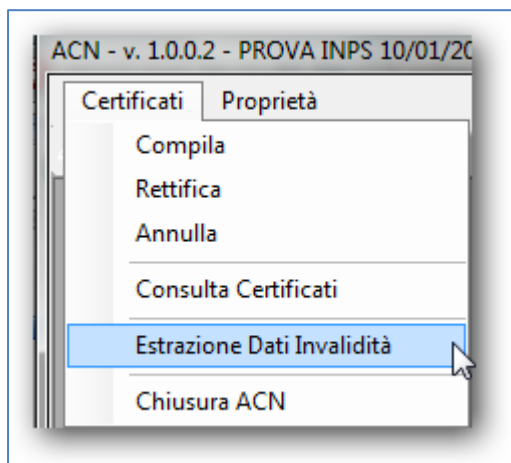 ACN - v. 1.0.0.2 - PROVA INPS 10/01/20
Certificati Proprietà
Compila
Rettifica
Annulla
Consulta Certificati
Estrazione Dati Invalidità
Chiusura ACN